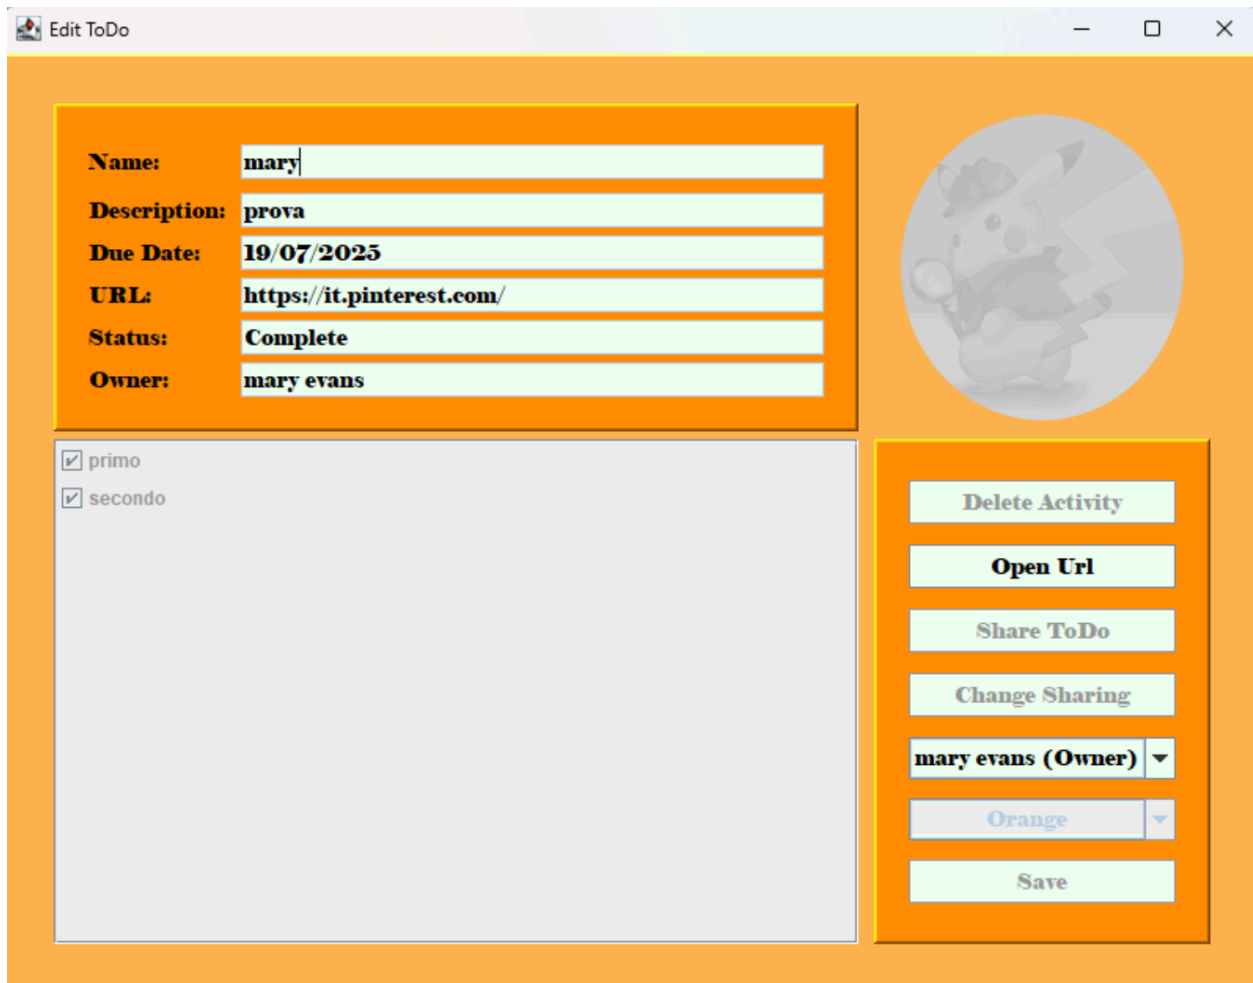 Edit ToDo
Name: mary
Description: prova
Due Date: 19/07/2025
URL: https://it.pinterest.com/
Status: Complete
Owner: mary evans
primo
secondo
Delete Activity
Open Url
Share ToDo
Change Sharing
mary evans (Owner)
Orange
Save